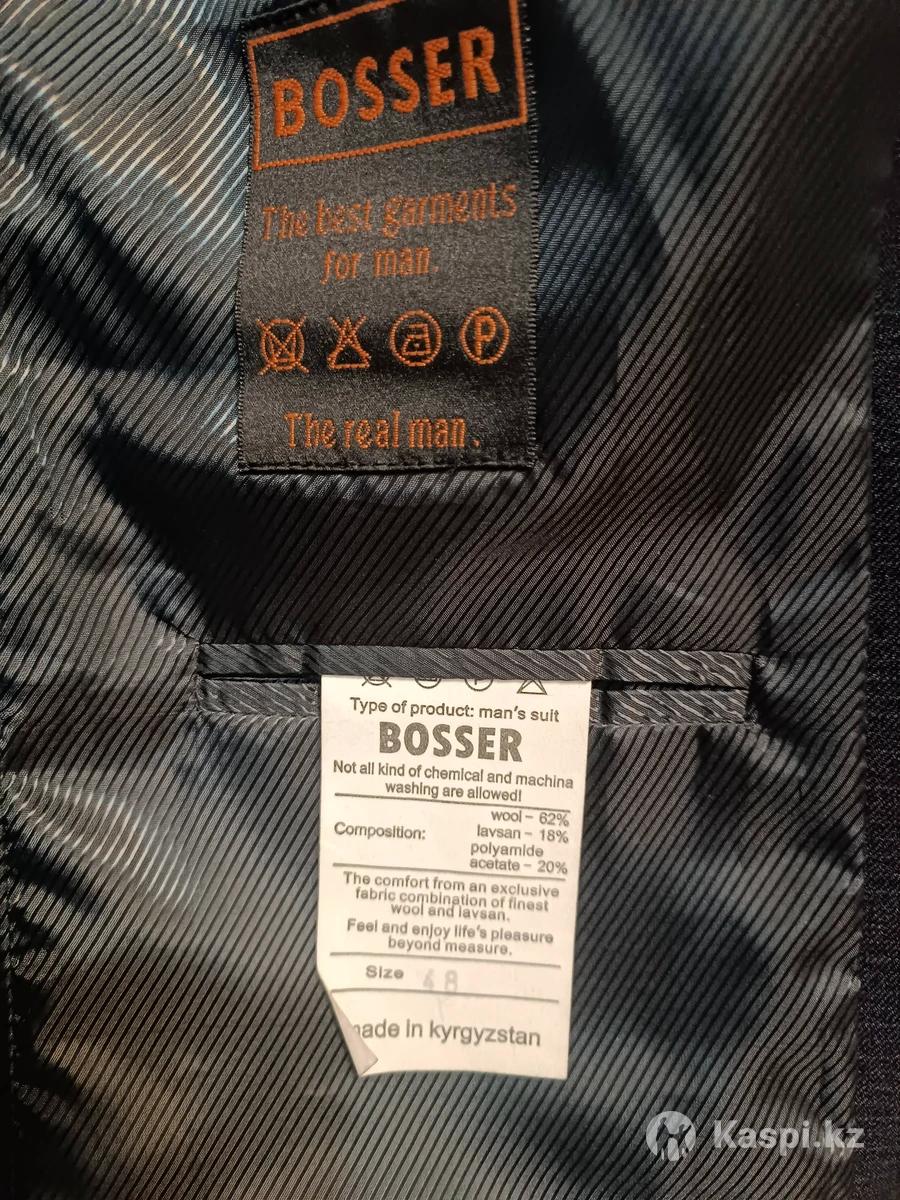 BOSSER
The best garments
for man.
P
The real man.
Type of product: man's suit
BOSSER
Not all kind of chemical and machina
washing are allowed!
Composition:
wool - 62%
lavsan - 18%
polyamide
acetate - 20%
The comfort from an exclusive
fabric combination of finest
wool and lavsan.
Feel and enjoy life's pleasure
beyond measure.
Size 48
made in kyrgyzstan
Kaspi.kz